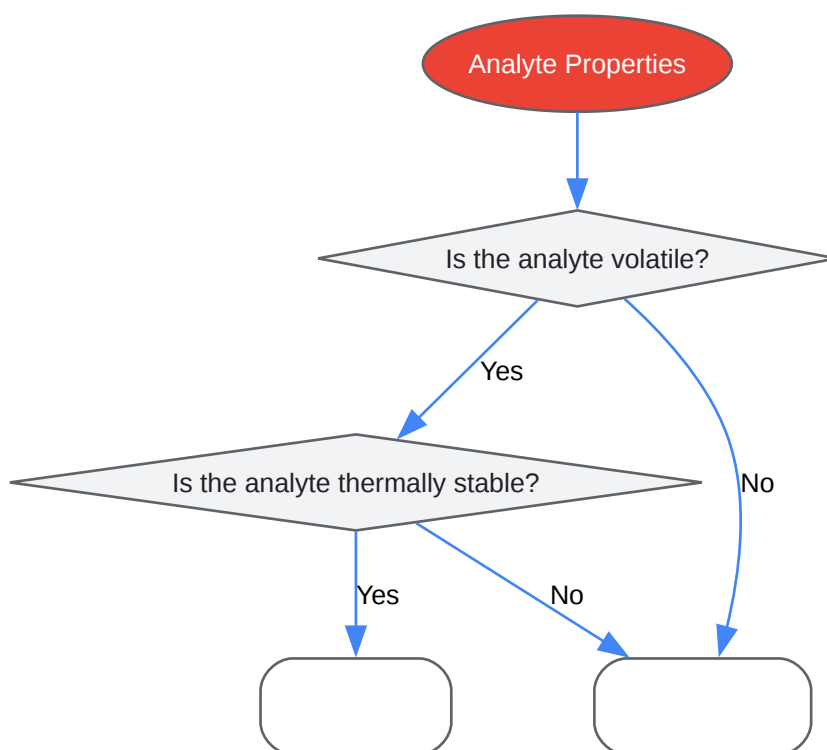 Analyte Properties
Is the analyte volatile?
Yes
Is the analyte thermally stable?
No
Yes
No